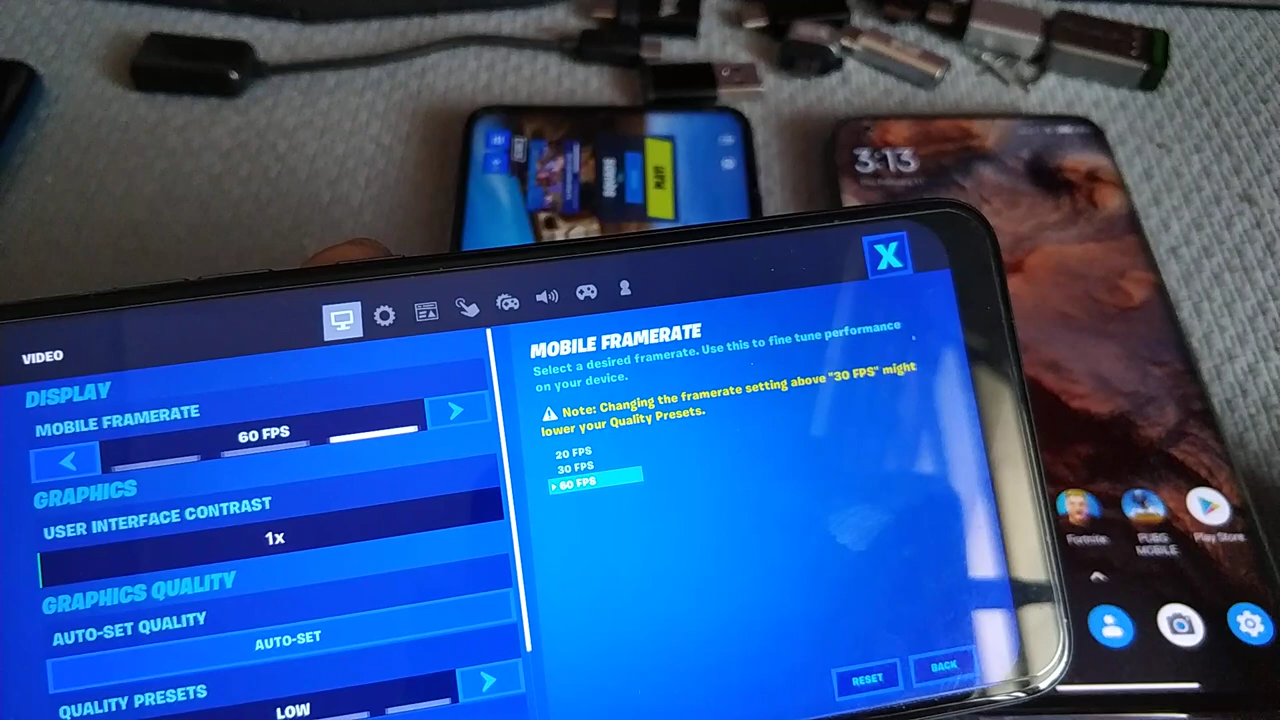 PLAY
SQUADS
3:13
X
VIDEO
DISPLAY
MOBILE FRAMERATE
60 FPS
GRAPHICS
USER INTERFACE CONTRAST
1x
GRAPHICS QUALITY
AUTO-SET QUALITY
AUTO-SET
QUALITY PRESETS
LOW
MOBILE FRAMERATE
Select a desired framerate. Use this to fine tune performance
on your device.
Note: Changing the framerate setting above "30 FPS" might
lower your Quality Presets.
20 FPS
30 FPS
60 FPS
RESET
BACK
Fortnite
PUBG
MOBILE
Play Store